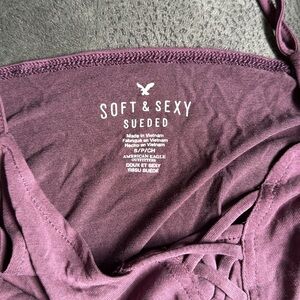 SOFT & SEXY
SUEDED
Made in Vietnam
Fabriqué en Vietnam
Hecho en Vietnam
S/P/CH
AMERICAN EAGLE
OUTFITTERS
DOUX ET SEXY
TISSU SUÉDÉ